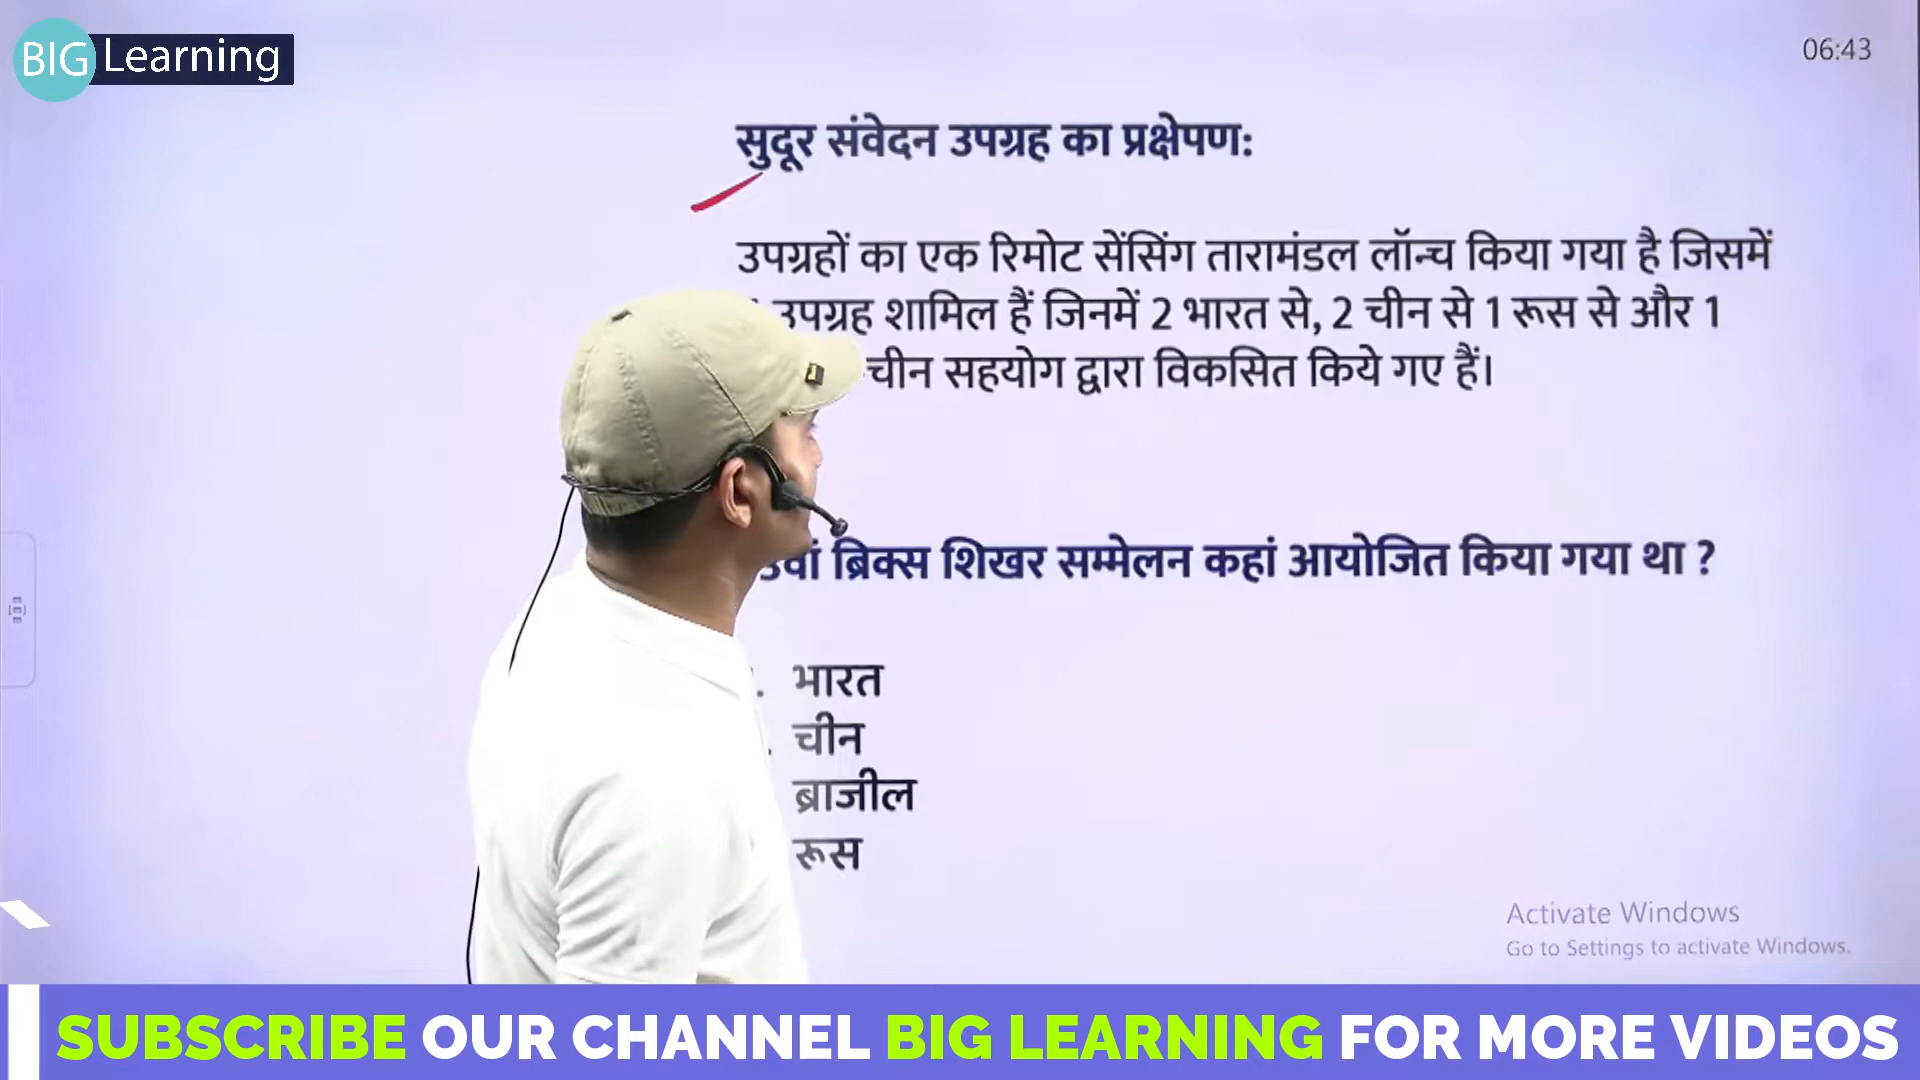 BIG Learning
06:43
सुदूर संवेदन उपग्रह का प्रक्षेपण:
उपग्रहों का एक रिमोट सेंसिंग तारामंडल लॉन्च किया गया है जिसमें
उपग्रह शामिल हैं जिनमें 2 भारत से, 2 चीन से 1 रूस से और 1
चीन सहयोग द्वारा विकसित किये गए हैं।
ब्रिक्स शिखर सम्मेलन कहां आयोजित किया गया था ?
भारत
चीन
ब्राजील
रूस
Activate Windows
Go to Settings to activate Windows.
SUBSCRIBE OUR CHANNEL BIG LEARNING FOR MORE VIDEOS